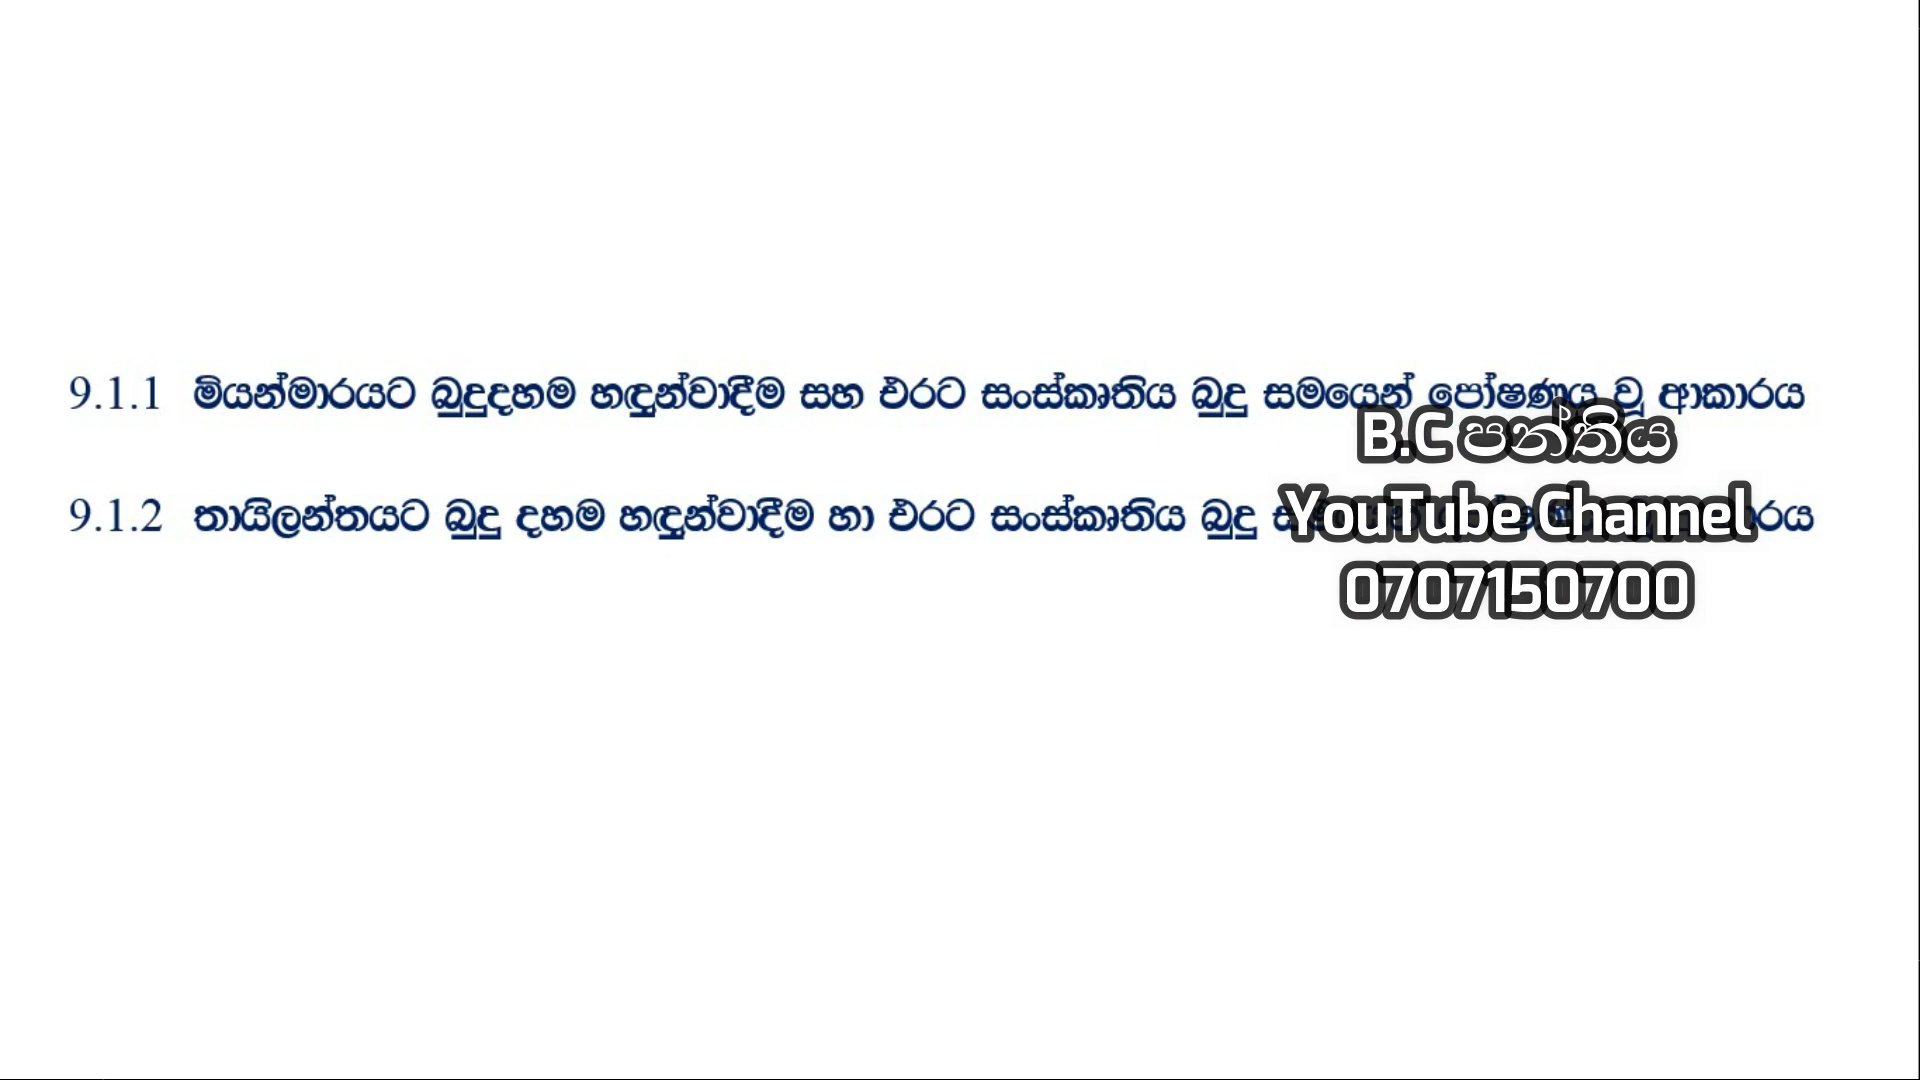 9.1.1 මියන්මාරයට බුදුදහම හඳුන්වාදීම සහ එරට සංස්කෘතිය බුදු සමයෙන් පෝෂණය වූ ආකාරය
B.C පන්තිය
9.1.2 තායිලන්තයට බුදු දහම හඳුන්වාදීම හා එරට සංස්කෘතිය බුදු
YouTube Channel
0707150700